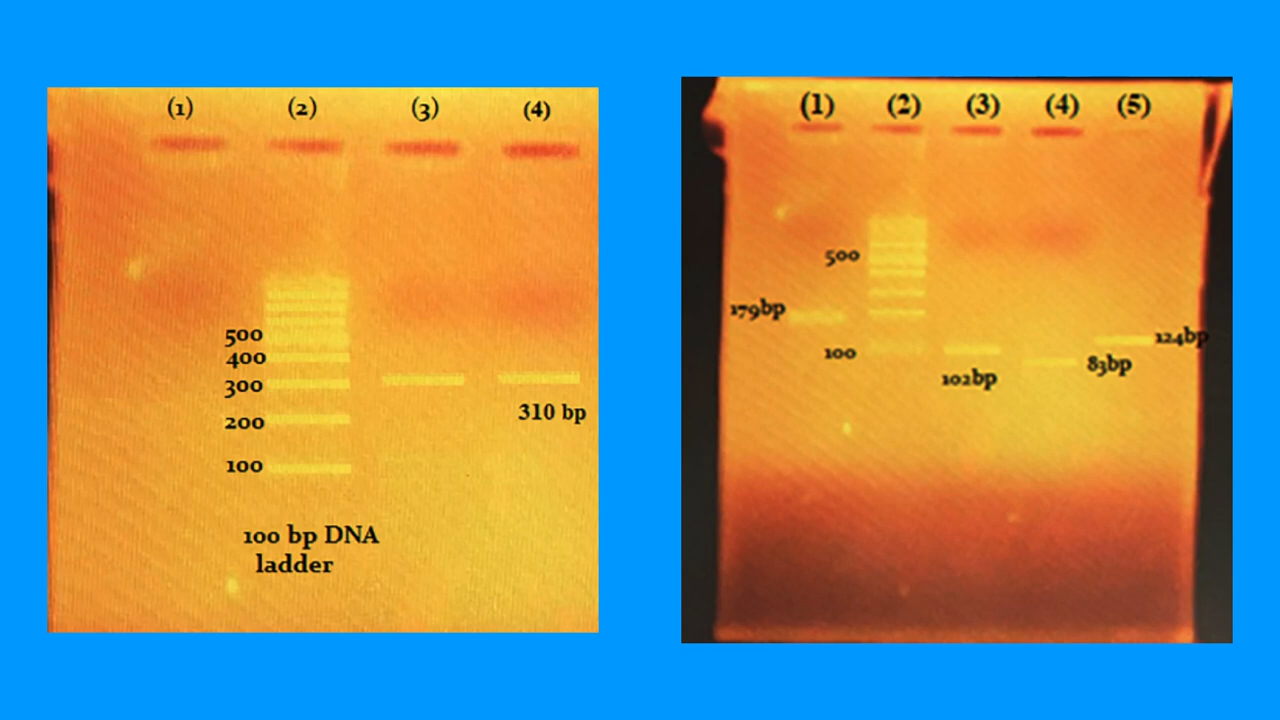 (1) (2) (3) (4)
500
400
300
310 bp
200
100
100 bp DNA
ladder
(1) (2) (3) (4) (5)
500
179bp
124bp
100
83bp
102bp